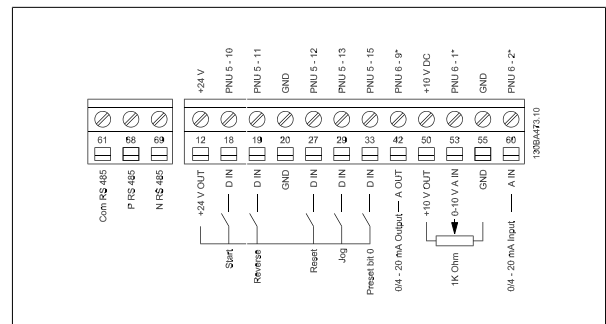 +24 V
PNU 5 - 10
PNU 5 - 11
GND
PNU 5 - 12
PNU 5 - 13
PNU 5 - 15
PNU 6 - 9*
+10 V DC
PNU 6 - 1*
GND
PNU 6 - 2*
61 68 69 12 18 19 20 27 29 33 42 50 53 55 60
Com RS 485
P RS 485
N RS 485
+24 V OUT
D IN
D IN
GND
D IN
D IN
D IN
0/4 - 20 mA Output — A OUT
+10 V OUT
0-10 V A IN
GND
0/4 - 20 mA Input — A IN
Start
Reverse
Reset
Jog
Preset bit 0
1K Ohm
130BA473.10